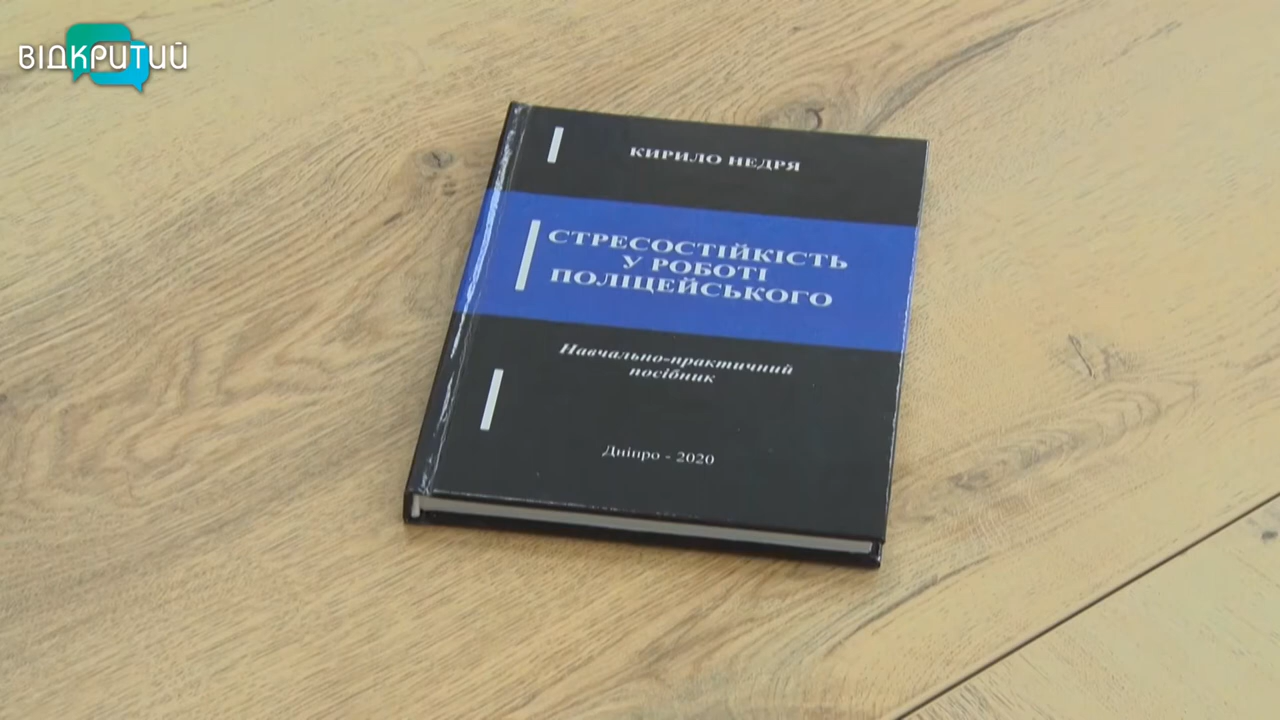 ВІДКРИТИЙ
КИРИЛО НЕДРЯ
СТРЕСОСТІЙКІСТЬ
У РОБОТІ
ПОЛІЦЕЙСЬКОГО
Навчально-практичний
посібник
Дніпро - 2020